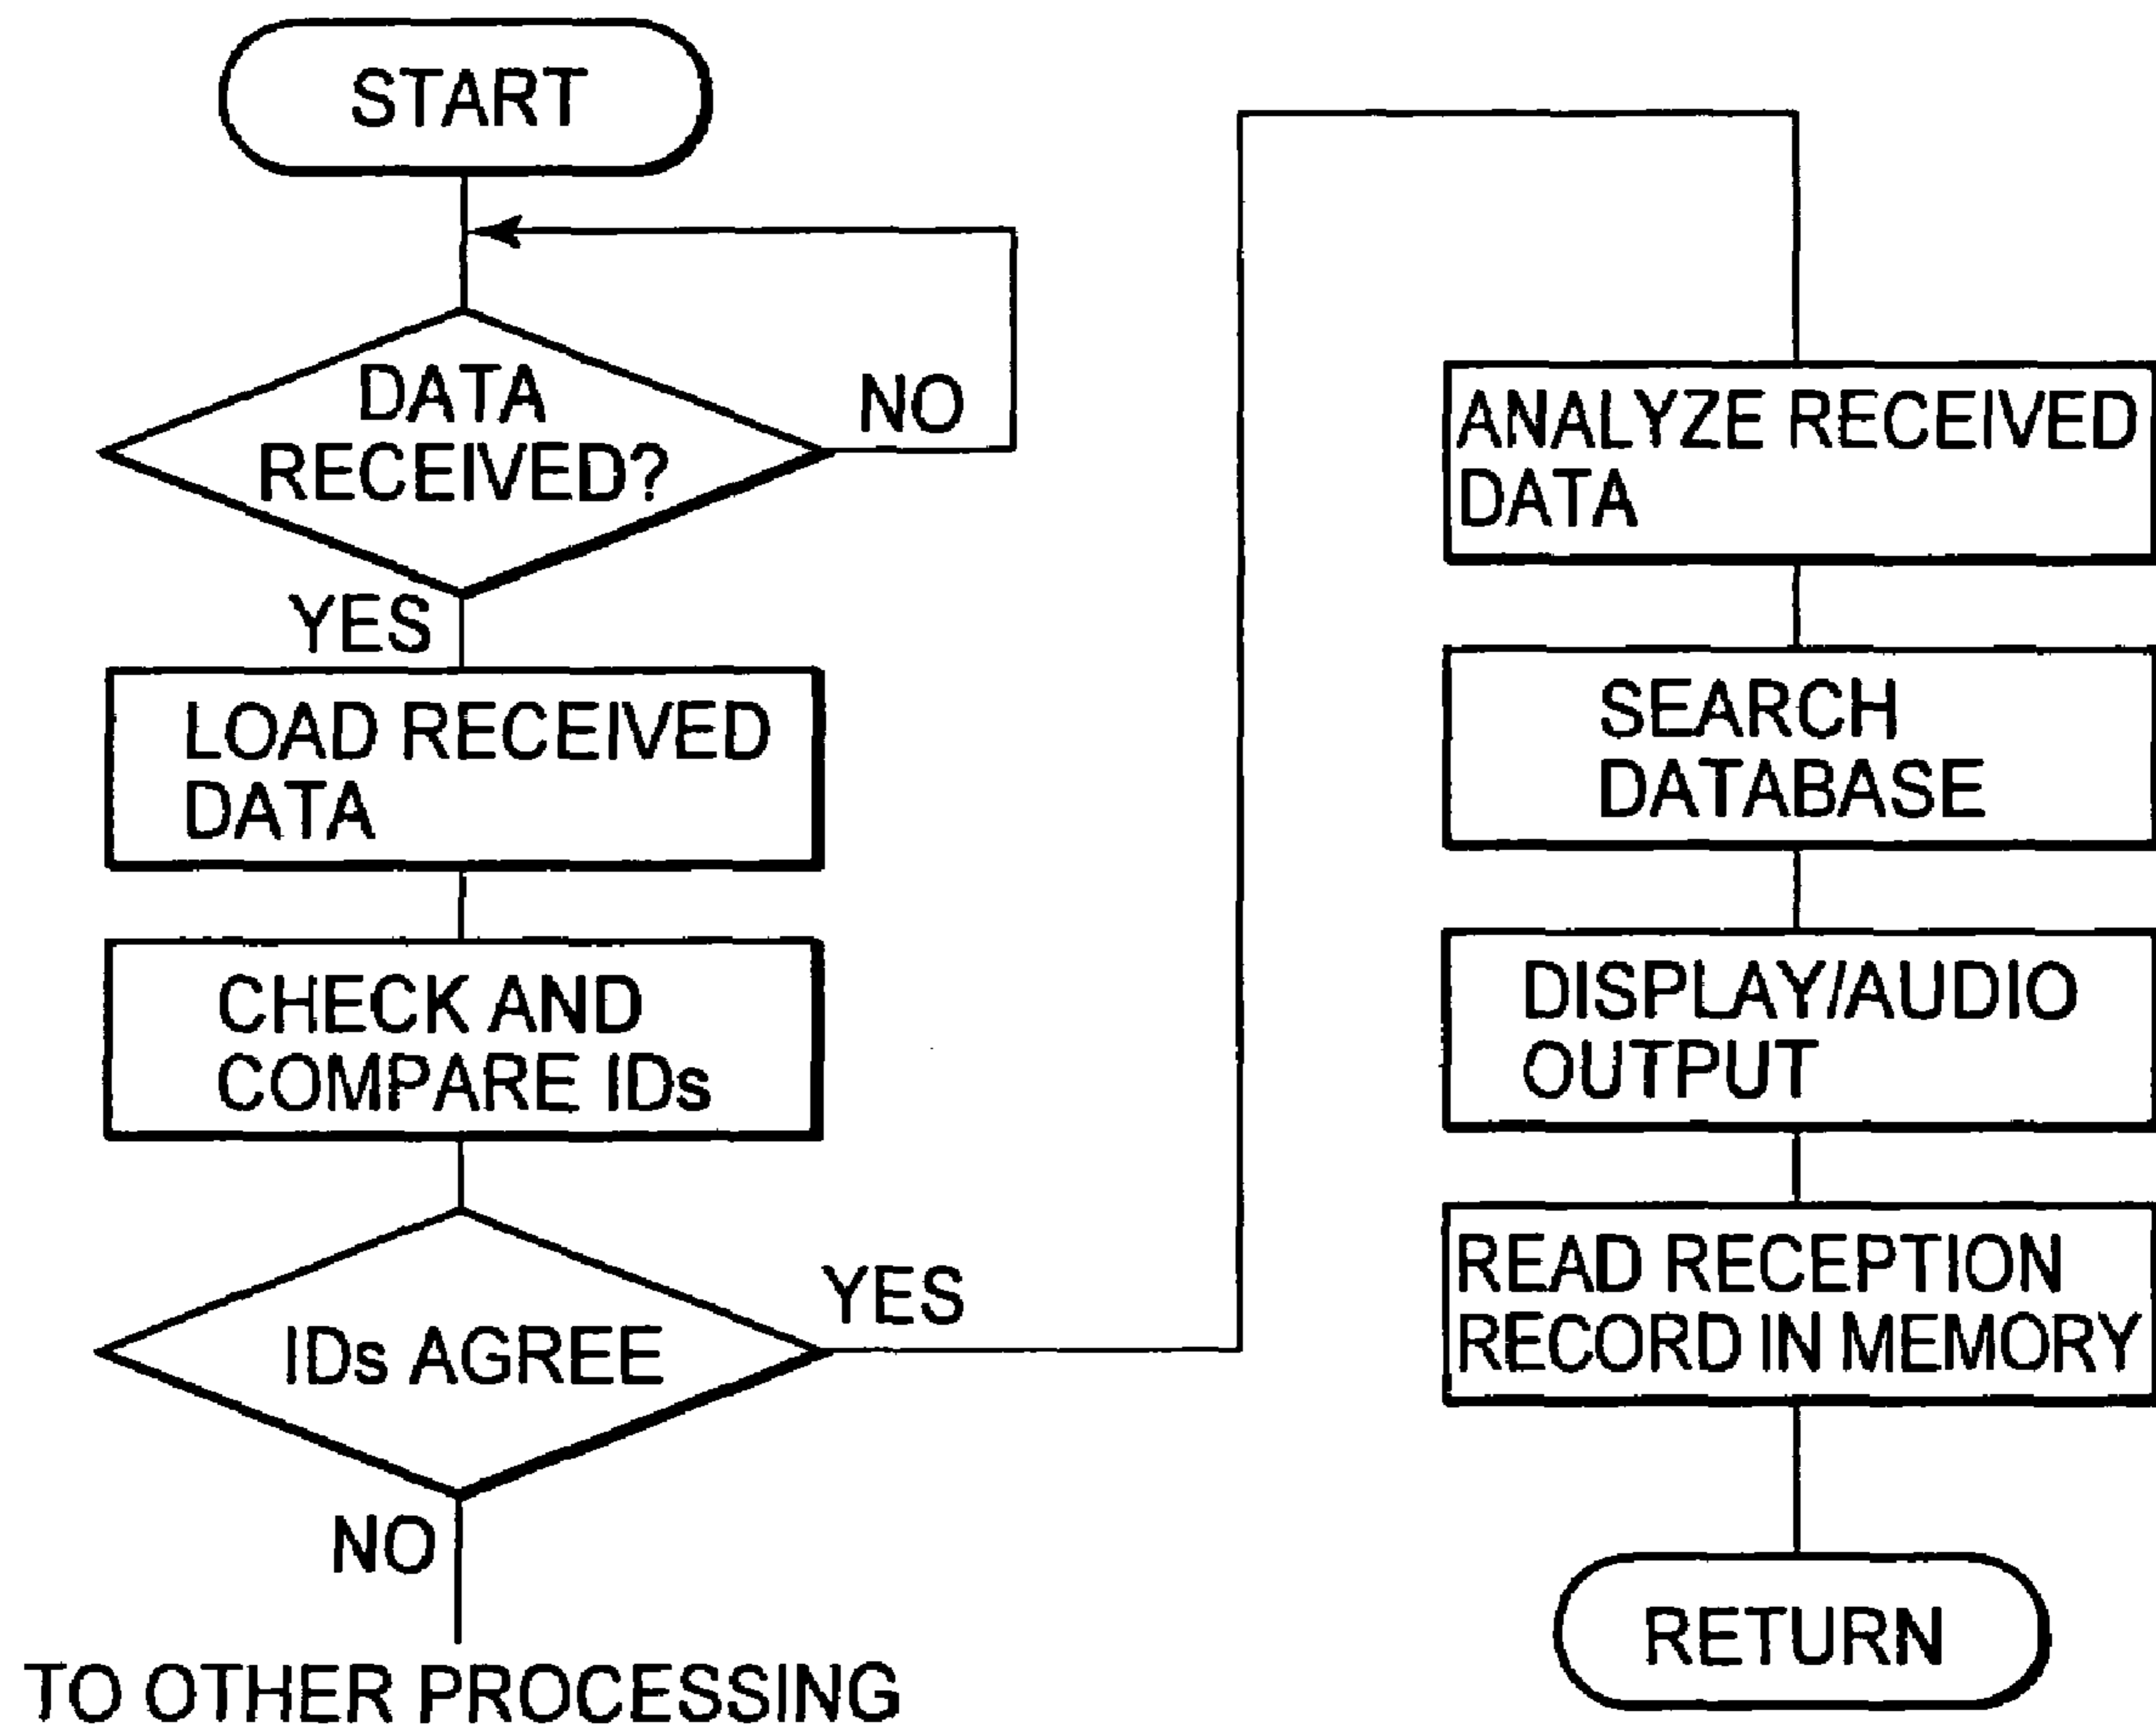 START
DATA
RECEIVED?
NO
YES
LOAD RECEIVED
DATA
CHECK AND
COMPARE IDs
IDs AGREE
YES
NO
TO OTHER PROCESSING
ANALYZE RECEIVED
DATA
SEARCH
DATABASE
DISPLAY/AUDIO
OUTPUT
READ RECEPTION
RECORD IN MEMORY
RETURN